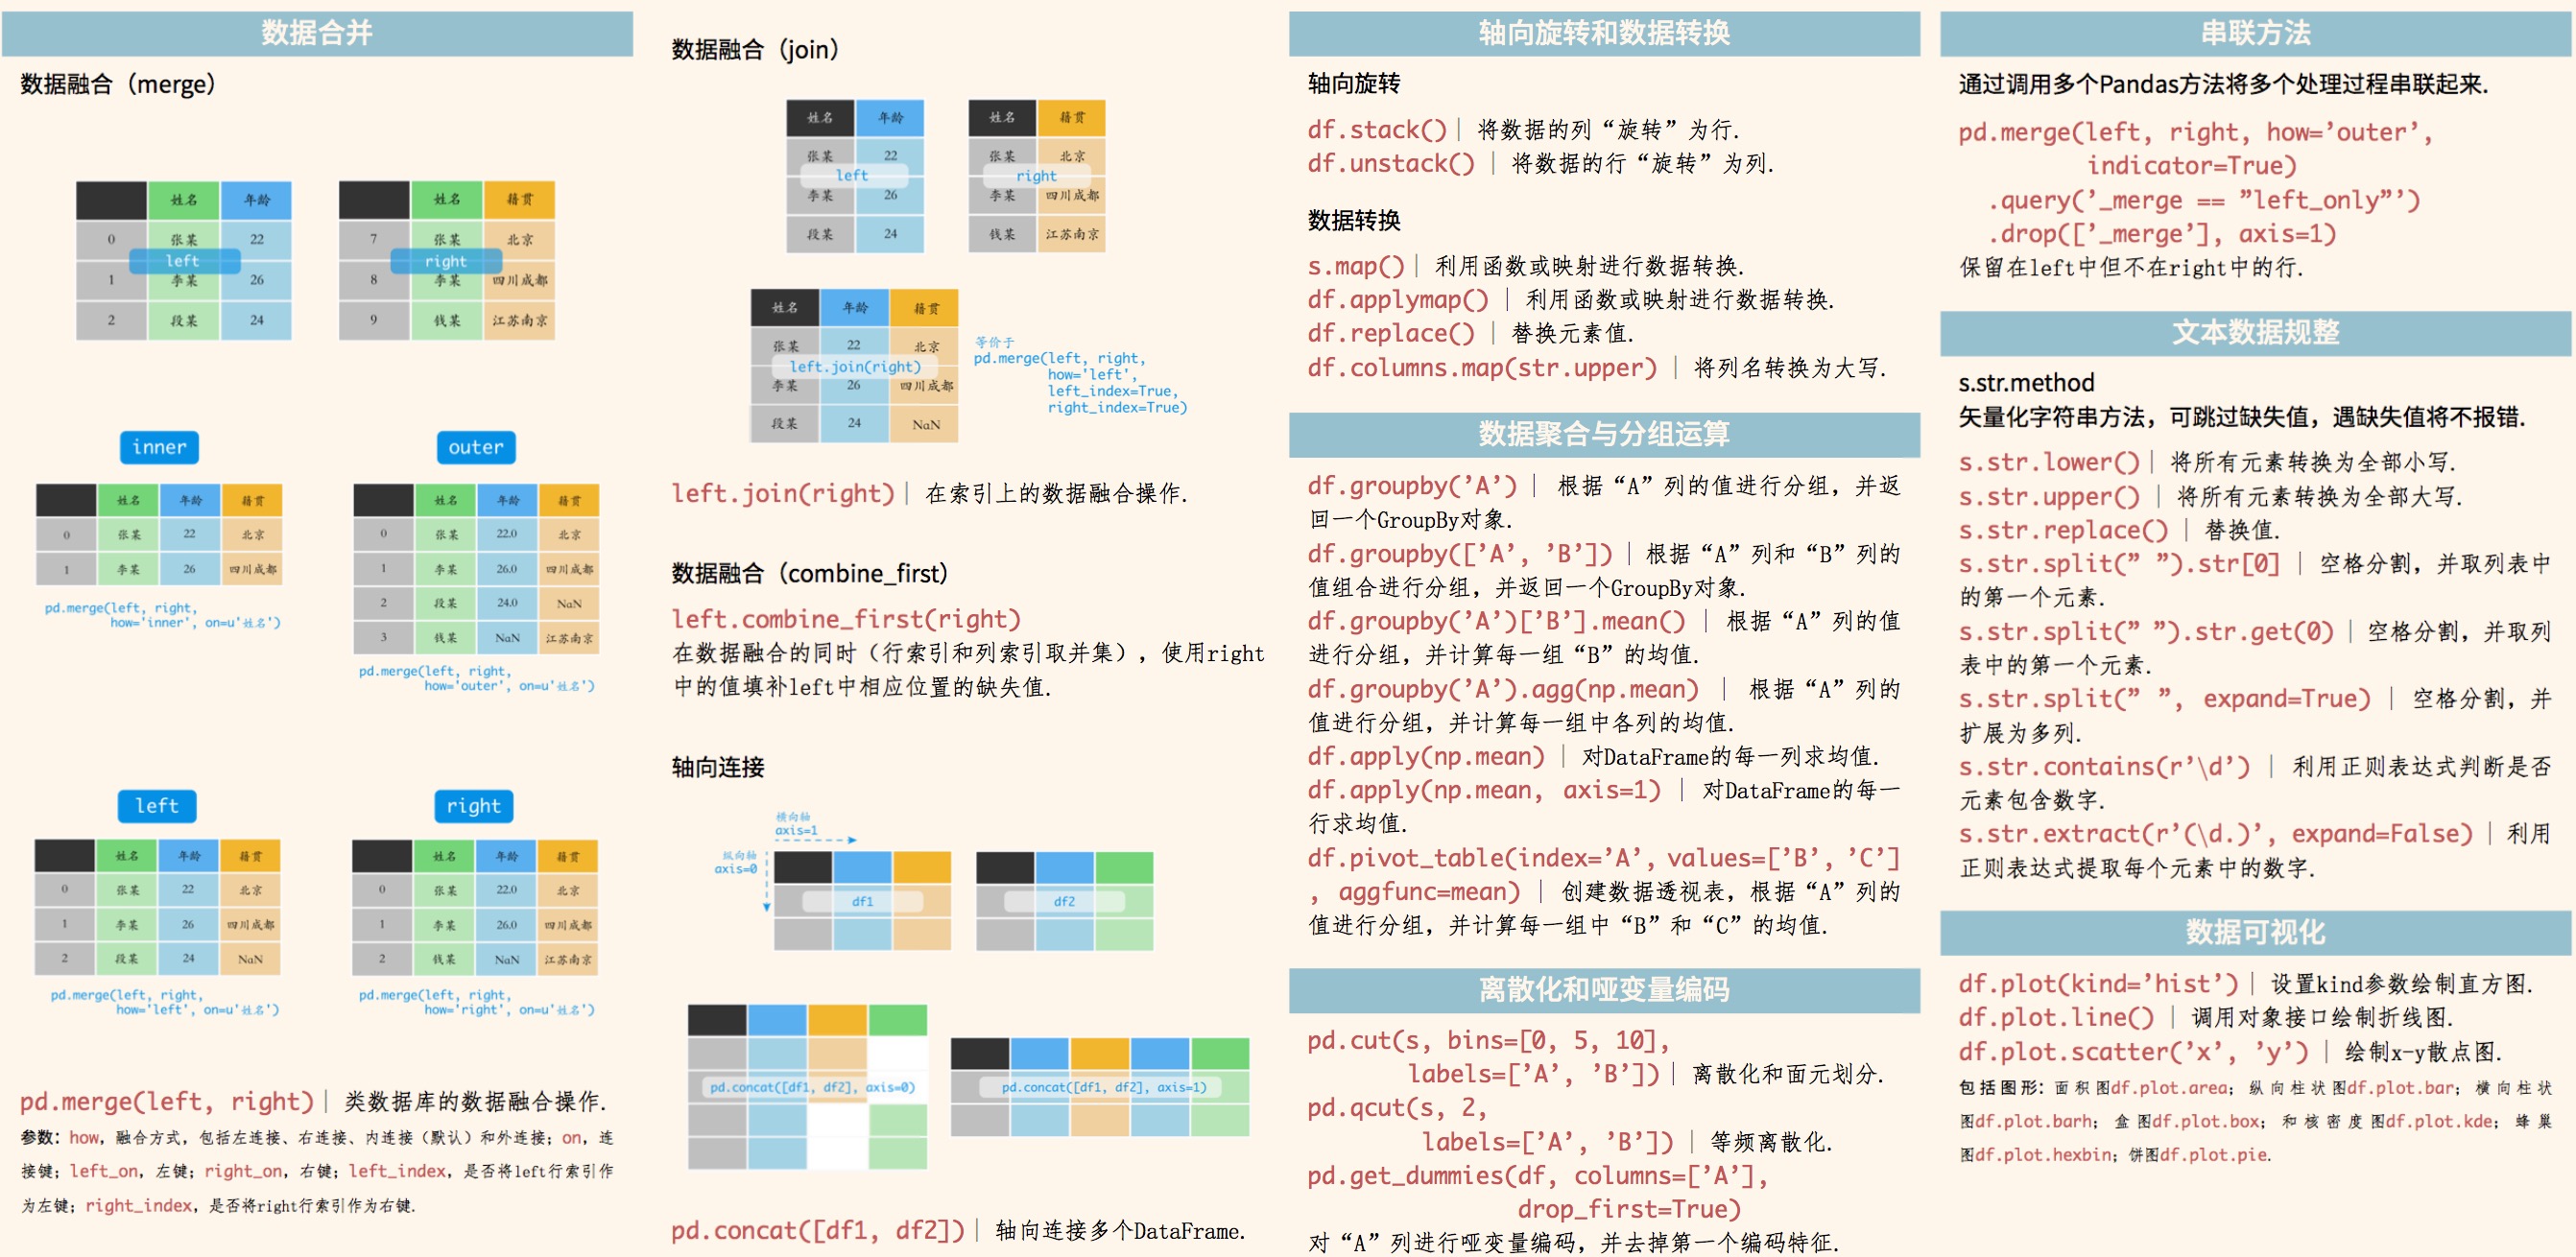 数据合并
数据融合（merge）
姓名 年龄
0 张某 22
left
1 李某 26
2 段某 24
姓名 籍贯
7 张某 北京
right
8 李某 四川成都
9 钱某 江苏南京
inner
姓名 年龄 籍贯
0 张某 22 北京
1 李某 26 四川成都
pd.merge(left, right,
how='inner', on=u'姓名')
outer
姓名 年龄 籍贯
0 张某 22.0 北京
1 李某 26.0 四川成都
2 段某 24.0 NaN
3 钱某 NaN 江苏南京
pd.merge(left, right,
how='outer', on=u'姓名')
left
姓名 年龄 籍贯
0 张某 22 北京
1 李某 26 四川成都
2 段某 24 NaN
pd.merge(left, right,
how='left', on=u'姓名')
right
姓名 年龄 籍贯
0 张某 22.0 北京
1 李某 26.0 四川成都
2 钱某 NaN 江苏南京
pd.merge(left, right,
how='right', on=u'姓名')
pd.merge(left, right)| 类数据库的数据融合操作.
参数：how，融合方式，包括左连接、右连接、内连接（默认）和外连接；on，连
接键；left_on，左键；right_on，右键；left_index，是否将left行索引作
为左键；right_index，是否将right行索引作为右键.
数据融合（join）
姓名 年龄
张某 22
left
李某 26
段某 24
姓名 籍贯
张某 北京
right
李某 四川成都
钱某 江苏南京
姓名 年龄 籍贯
张某 22 北京
left.join(right)
李某 26 四川成都
段某 24 NaN
等价于
pd.merge(left, right,
how='left',
left_index=True,
right_index=True)
left.join(right)| 在索引上的数据融合操作.
数据融合（combine_first）
left.combine_first(right)
在数据融合的同时（行索引和列索引取并集），使用right
中的值填补left中相应位置的缺失值.
轴向连接
横向轴
axis=1
纵向轴
axis=0
df1
df2
pd.concat([df1, df2], axis=0)
pd.concat([df1, df2], axis=1)
pd.concat([df1, df2])| 轴向连接多个DataFrame.
轴向旋转和数据转换
轴向旋转
df.stack()| 将数据的列“旋转”为行.
df.unstack() | 将数据的行“旋转”为列.
数据转换
s.map()| 利用函数或映射进行数据转换.
df.applymap() | 利用函数或映射进行数据转换.
df.replace() | 替换元素值.
df.columns.map(str.upper) | 将列名转换为大写.
数据聚合与分组运算
df.groupby(’A’) | 根据“A”列的值进行分组，并返
回一个GroupBy对象.
df.groupby([’A’, ’B’])| 根据“A”列和“B”列的
值组合进行分组，并返回一个GroupBy对象.
df.groupby(’A’)[’B’].mean() | 根据“A”列的值
进行分组，并计算每一组“B”的均值.
df.groupby(’A’).agg(np.mean) | 根据“A”列的
值进行分组，并计算每一组中各列的均值.
df.apply(np.mean) | 对DataFrame的每一列求均值.
df.apply(np.mean, axis=1) | 对DataFrame的每一
行求均值.
df.pivot_table(index=’A’, values=[’B’, ’C’]
, aggfunc=mean) | 创建数据透视表，根据“A”列的
值进行分组，并计算每一组中“B”和“C”的均值.
离散化和哑变量编码
pd.cut(s, bins=[0, 5, 10],
labels=[’A’, ’B’])| 离散化和面元划分.
pd.qcut(s, 2,
labels=[’A’, ’B’]) | 等频离散化.
pd.get_dummies(df, columns=[’A’],
drop_first=True)
对“A”列进行哑变量编码，并去掉第一个编码特征.
串联方法
通过调用多个Pandas方法将多个处理过程串联起来.
pd.merge(left, right, how=’outer’,
indicator=True)
.query(’_merge == ”left_only”’)
.drop([’_merge’], axis=1)
保留在left中但不在right中的行.
文本数据规整
s.str.method
矢量化字符串方法，可跳过缺失值，遇缺失值将不报错.
s.str.lower()| 将所有元素转换为全部小写.
s.str.upper() | 将所有元素转换为全部大写.
s.str.replace() | 替换值.
s.str.split(” ”).str[0] | 空格分割，并取列表中
的第一个元素.
s.str.split(” ”).str.get(0) | 空格分割，并取列
表中的第一个元素.
s.str.split(” ”, expand=True) | 空格分割，并
扩展为多列.
s.str.contains(r’\d’) | 利用正则表达式判断是否
元素包含数字.
s.str.extract(r’(\d.)’, expand=False) | 利用
正则表达式提取每个元素中的数字.
数据可视化
df.plot(kind=’hist’)| 设置kind参数绘制直方图.
df.plot.line() | 调用对象接口绘制折线图.
df.plot.scatter(’x’, ’y’) | 绘制x-y散点图.
包括图形：面积图df.plot.area；纵向柱状图df.plot.bar；横向柱状
图df.plot.barh；盒图df.plot.box；和核密度图df.plot.kde；蜂巢
图df.plot.hexbin；饼图df.plot.pie.